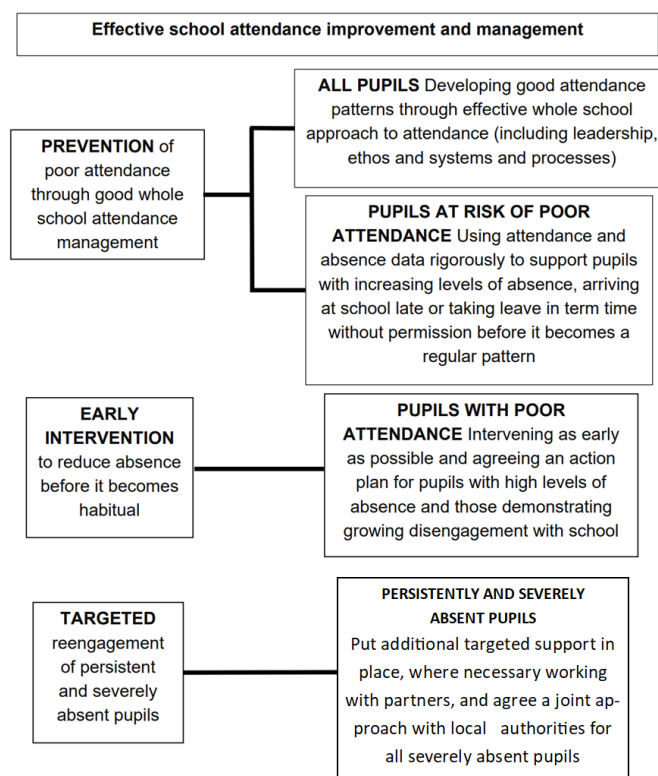 Effective school attendance improvement and management
ALL PUPILS Developing good attendance
patterns through effective whole school
approach to attendance (including leadership,
ethos and systems and processes)
PREVENTION of
poor attendance
through good whole
school attendance
management
PUPILS AT RISK OF POOR
ATTENDANCE Using attendance and
absence data rigorously to support pupils
with increasing levels of absence, arriving
at school late or taking leave in term time
without permission before it becomes a
regular pattern
EARLY
INTERVENTION
to reduce absence
before it becomes
habitual
PUPILS WITH POOR
ATTENDANCE Intervening as early
as possible and agreeing an action
plan for pupils with high levels of
absence and those demonstrating
growing disengagement with school
TARGETED
reengagement
of persistent
and severely
absent pupils
PERSISTENTLY AND SEVERELY
ABSENT PUPILS
Put additional targeted support in
place, where necessary working
with partners, and agree a joint ap-
proach with local authorities for
all severely absent pupils